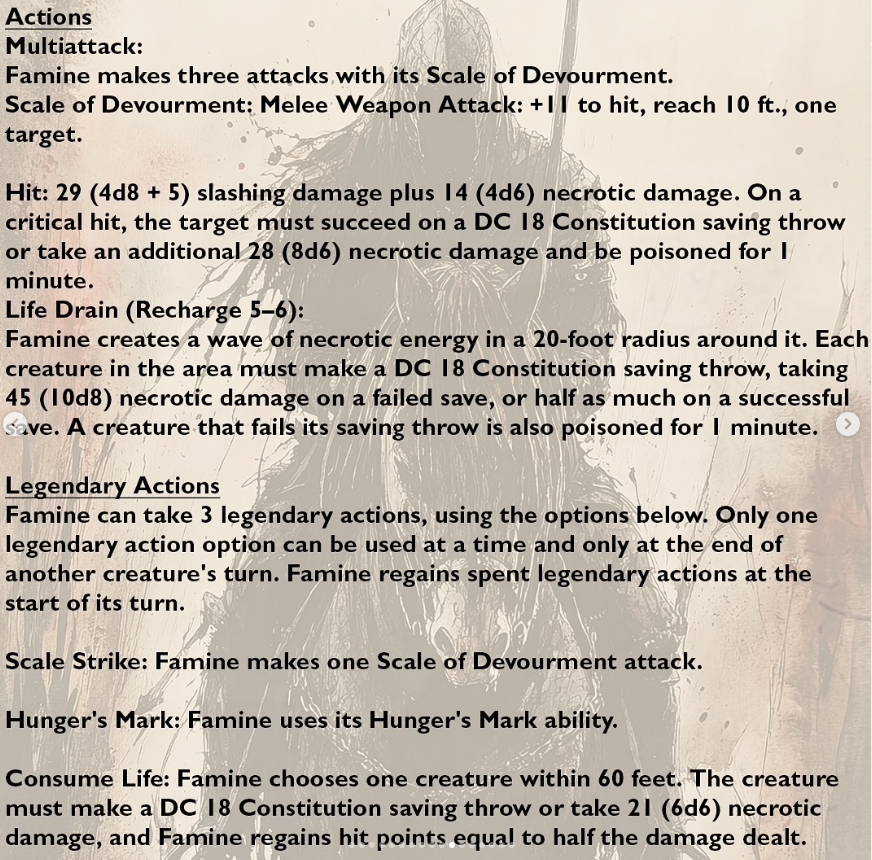 Actions
Multiattack:
Famine makes three attacks with its Scale of Devourment.
Scale of Devourment: Melee Weapon Attack: +11 to hit, reach 10 ft., one
target.
Hit: 29 (4d8 + 5) slashing damage plus 14 (4d6) necrotic damage. On a
critical hit, the target must succeed on a DC 18 Constitution saving throw
or take an additional 28 (8d6) necrotic damage and be poisoned for 1
minute.
Life Drain (Recharge 5–6):
Famine creates a wave of necrotic energy in a 20-foot radius around it. Each
creature in the area must make a DC 18 Constitution saving throw, taking
45 (10d8) necrotic damage on a failed save, or half as much on a successful
save. A creature that fails its saving throw is also poisoned for 1 minute.
Legendary Actions
Famine can take 3 legendary actions, using the options below. Only one
legendary action option can be used at a time and only at the end of
another creature's turn. Famine regains spent legendary actions at the
start of its turn.
Scale Strike: Famine makes one Scale of Devourment attack.
Hunger's Mark: Famine uses its Hunger's Mark ability.
Consume Life: Famine chooses one creature within 60 feet. The creature
must make a DC 18 Constitution saving throw or take 21 (6d6) necrotic
damage, and Famine regains hit points equal to half the damage dealt.